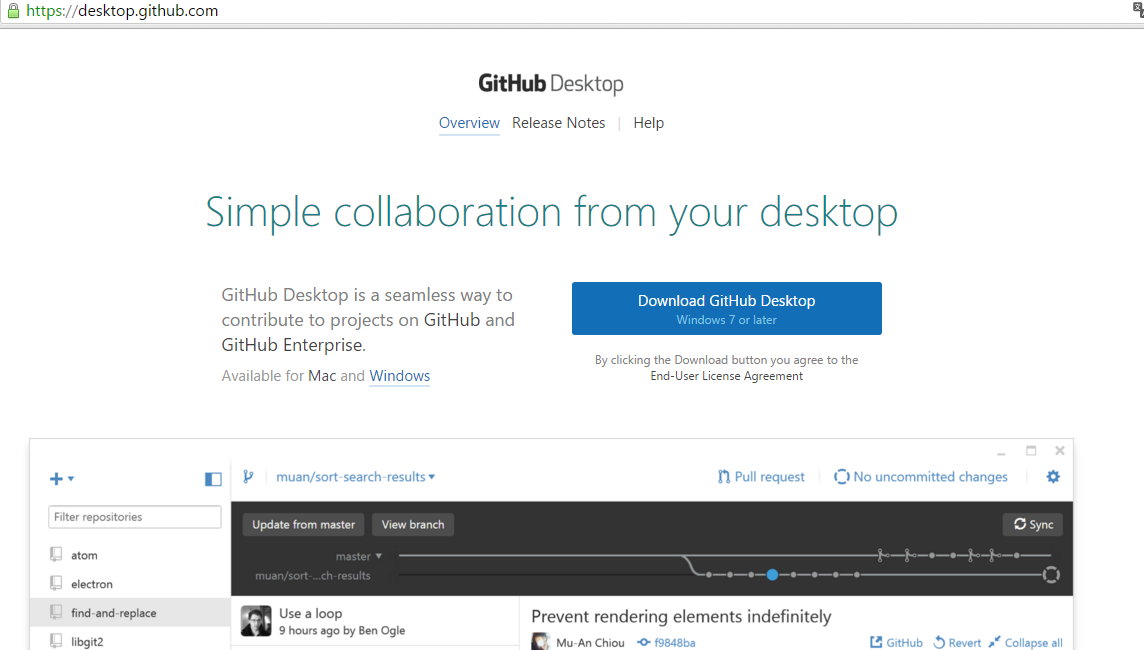 https://desktop.github.com
GitHub Desktop
Overview Release Notes | Help
Simple collaboration from your desktop
GitHub Desktop is a seamless way to
contribute to projects on GitHub and
GitHub Enterprise.
Available for Mac and Windows
Download GitHub Desktop
Windows 7 or later
By clicking the Download button you agree to the
End-User License Agreement
muan/sort-search-results
Pull request
No uncommitted changes
Filter repositories
atom
electron
find-and-replace
libgit2
Update from master
View branch
Sync
master
muan/sort-...ch-results
Use a loop
9 hours ago by Ben Ogle
Prevent rendering elements indefinitely
Mu-An Chiou f9848ba
GitHub Revert Collapse all